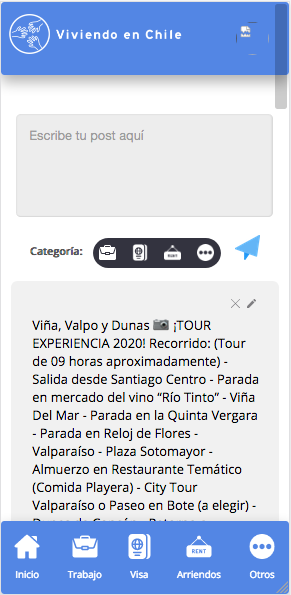 Viviendo en Chile
Escribe tu post aquí
Categoría:
RENT
Viña, Valpo y Dunas 📷 ¡TOUR
EXPERIENCIA 2020! Recorrido: (Tour
de 09 horas aproximadamente) -
Salida desde Santiago Centro - Parada
en mercado del vino “Río Tinto” - Viña
Del Mar - Parada en la Quinta Vergara
- Parada en Reloj de Flores -
Valparaíso - Plaza Sotomayor -
Almuerzo en Restaurante Temático
(Comida Playera) - City Tour
Valparaíso o Paseo en Bote (a elegir) -
RENT
Inicio
Trabajo
Visa
Arriendos
Otros